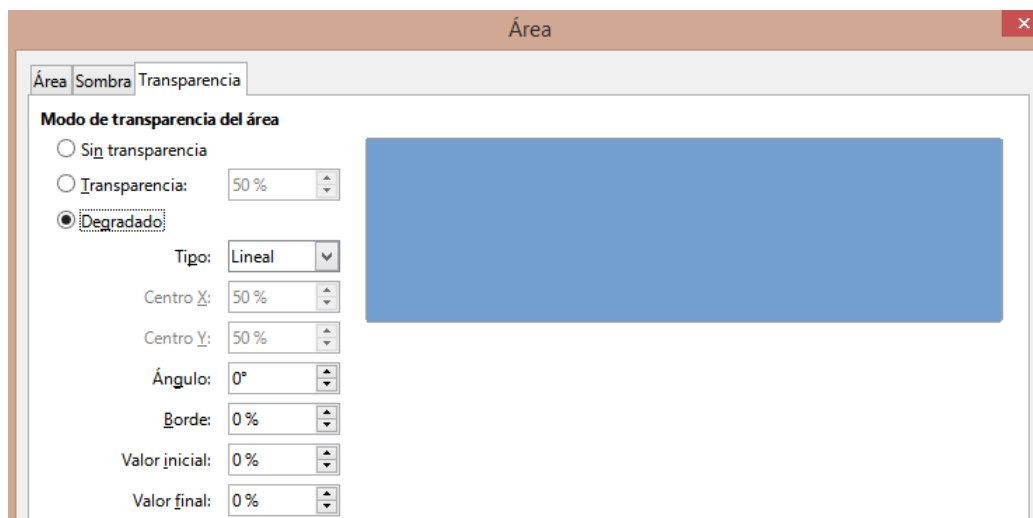 Área
Área Sombra Transparencia
Modo de transparencia del área
Sin transparencia
Transparencia: 50 %
Degradado
Tipo: Lineal
Centro X: 50 %
Centro Y: 50 %
Ángulo: 0°
Borde: 0 %
Valor inicial: 0 %
Valor final: 0 %